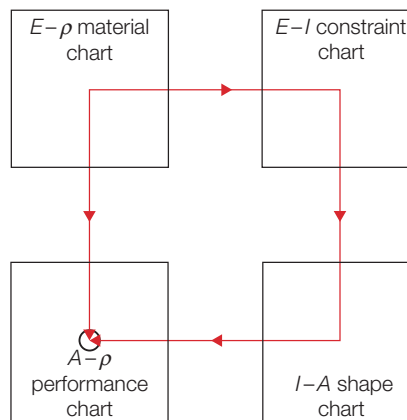 E–ρ material
chart
E–I constraint
chart
A–ρ
performance
chart
I–A shape
chart